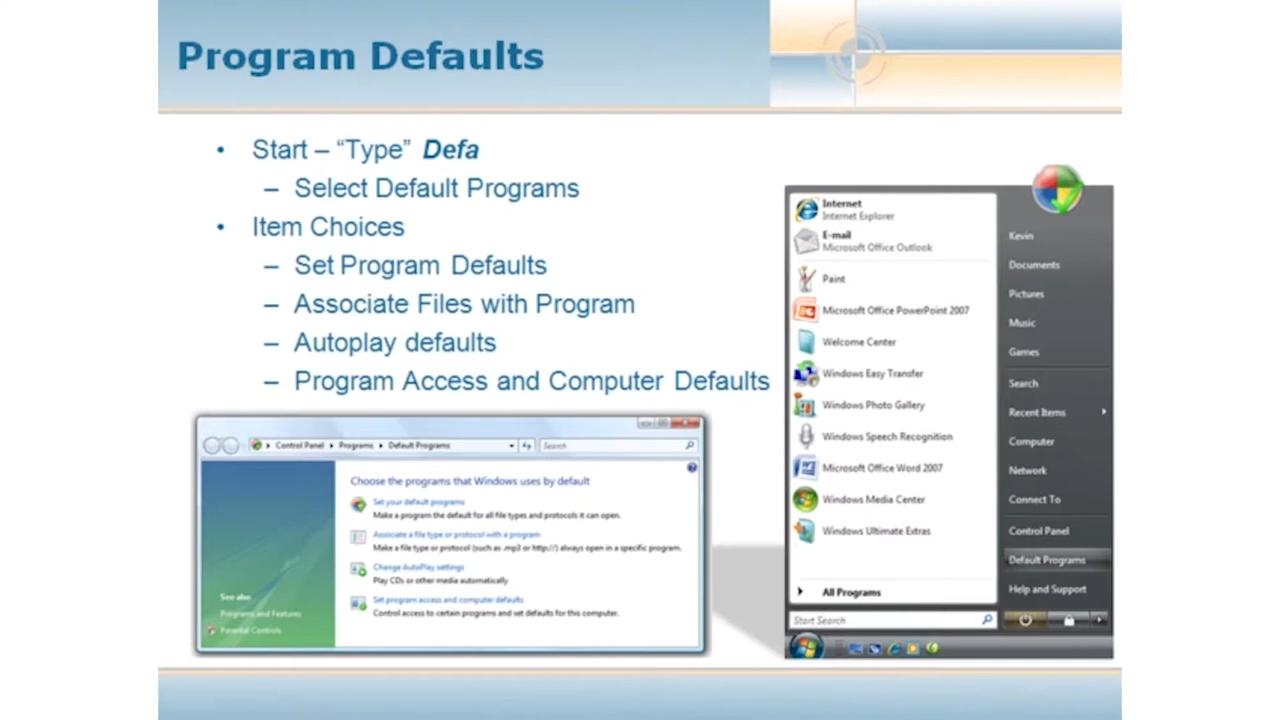 Program Defaults
• Start – “Type” Defa
– Select Default Programs
• Item Choices
– Set Program Defaults
– Associate Files with Program
– Autoplay defaults
– Program Access and Computer Defaults
Control Panel
Programs
Default Programs
Search
Choose the programs that Windows uses by default
Set your default programs
Make a program the default for all file types and protocols it can open.
Associate a file type or protocol with a program
Make a file type or protocol (such as .mp3 or http://) always open in a specific program.
Change AutoPlay settings
Play CDs or other media automatically
Set program access and computer defaults
Control access to certain programs and set defaults for this computer.
See also
Programs and Features
Parental Controls
Internet
Internet Explorer
E-mail
Microsoft Office Outlook
Paint
Microsoft Office PowerPoint 2007
Welcome Center
Windows Easy Transfer
Windows Photo Gallery
Windows Speech Recognition
Microsoft Office Word 2007
Windows Media Center
Windows Ultimate Extras
All Programs
Start Search
Kevin
Documents
Pictures
Music
Games
Search
Recent Items
Computer
Network
Connect To
Control Panel
Default Programs
Help and Support